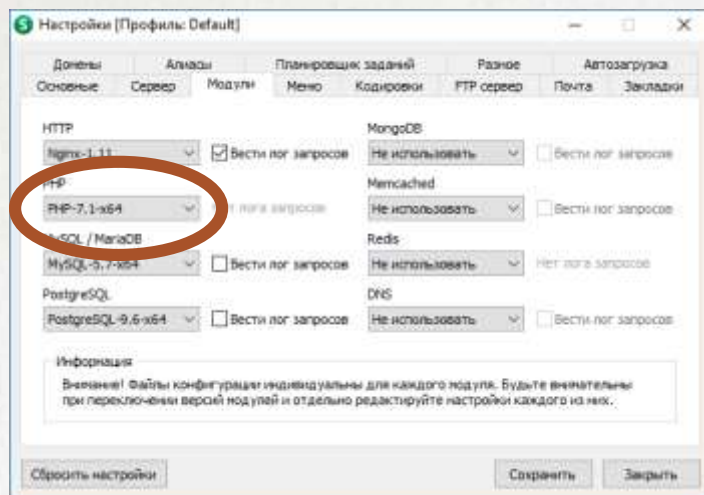 Настройки [Профиль: Default]
Домены Алиасы Планировщик заданий Разное Автозагрузка
Основные Сервер Модули Меню Кодировки FTP сервер Почта Закладки
HTTP MongoDB
Nginx-1.11 Вести лог запросов Не использовать Вести лог запросов
PHP Memcached
PHP-7.1-x64 Нет лога запросов Не использовать Вести лог запросов
MySQL / MariaDB Redis
MySQL-5.7-x64 Вести лог запросов Не использовать Нет лога запросов
PostgreSQL DNS
PostgreSQL-9.6-x64 Вести лог запросов Не использовать Вести лог запросов
Информация
Внимание! Файлы конфигурации индивидуальны для каждого модуля. Будьте внимательны
при переключении версий модулей и отдельно редактируйте настройки каждого из них.
Сбросить настройки Сохранить Закрыть